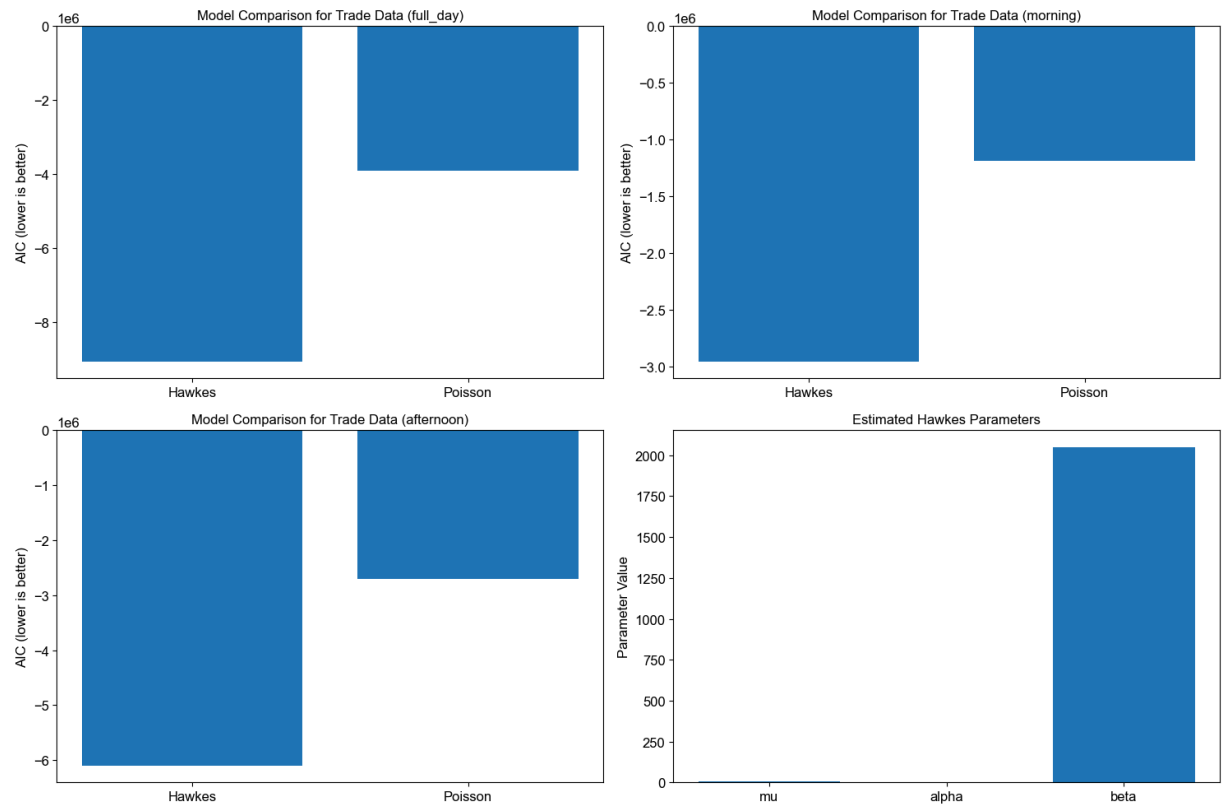 Model Comparison for Trade Data (full_day)
1e6
0
−2
−4
−6
−8
AIC (lower is better)
Hawkes
Poisson
Model Comparison for Trade Data (morning)
1e6
0.0
−0.5
−1.0
−1.5
−2.0
−2.5
−3.0
AIC (lower is better)
Hawkes
Poisson
Model Comparison for Trade Data (afternoon)
1e6
0
−1
−2
−3
−4
−5
−6
AIC (lower is better)
Hawkes
Poisson
Estimated Hawkes Parameters
2000
1750
1500
1250
1000
750
500
250
0
Parameter Value
mu
alpha
beta